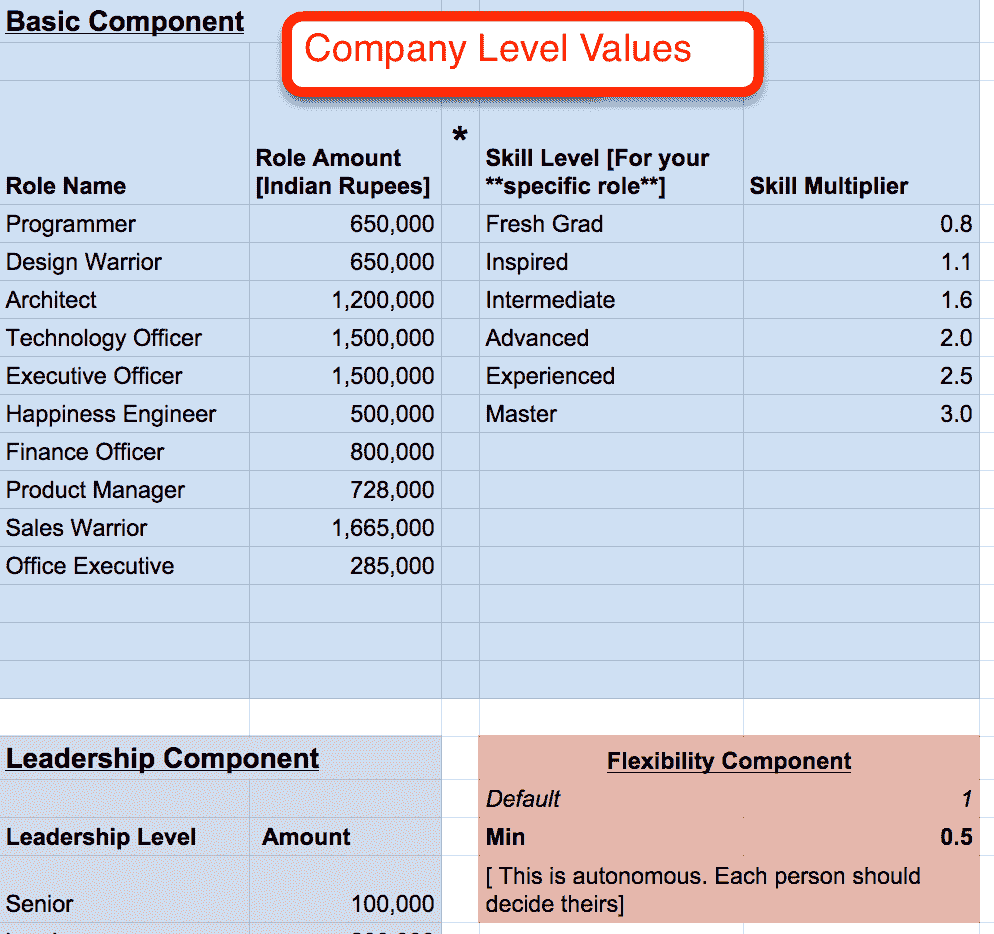 Basic Component
Company Level Values
*
Role Name Role Amount [Indian Rupees] Skill Level [For your **specific role**] Skill Multiplier
Programmer 650,000 Fresh Grad 0.8
Design Warrior 650,000 Inspired 1.1
Architect 1,200,000 Intermediate 1.6
Technology Officer 1,500,000 Advanced 2.0
Executive Officer 1,500,000 Experienced 2.5
Happiness Engineer 500,000 Master 3.0
Finance Officer 800,000
Product Manager 728,000
Sales Warrior 1,665,000
Office Executive 285,000
Leadership Component
Leadership Level Amount
Senior 100,000
Flexibility Component
Default 1
Min 0.5
[ This is autonomous. Each person should
decide theirs]